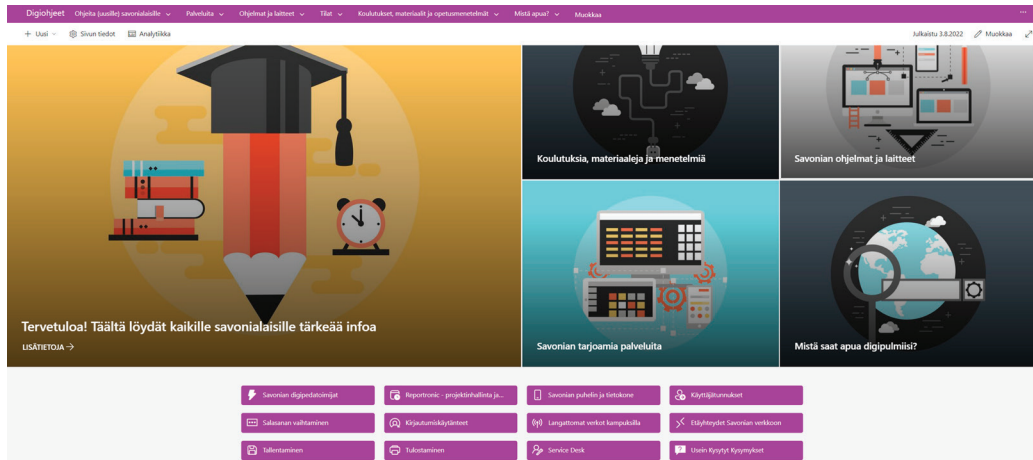 Digiohjeet Ohjeita (uusille) savonialaisille Palveluita Ohjelmat ja laitteet Tilat Koulutukset, materiaalit ja opetusmenetelmät Mistä apua? Muokkaa
+ Uusi Sivun tiedot Analytiikka Julkaistu 3.8.2022 Muokkaa
Koulutuksia, materiaaleja ja menetelmiä
Savonian ohjelmat ja laitteet
Tervetuloa! Täältä löydät kaikille savonialaisille tärkeää infoa
LISÄTIETOJA →
Savonian tarjoamia palveluita
Mistä saat apua digipulmiisi?
Savonian digipedatoimijat Reportronic - projektinhallinta ja... Savonian puhelin ja tietokone Käyttäjätunnukset
Salasanan vaihtaminen Kirjautumiskäytänteet Langattomat verkot kampuksilla Etäyhteydet Savonian verkkoon
Tallentaminen Tulostaminen Service Desk Usein Kysytyt Kysymykset